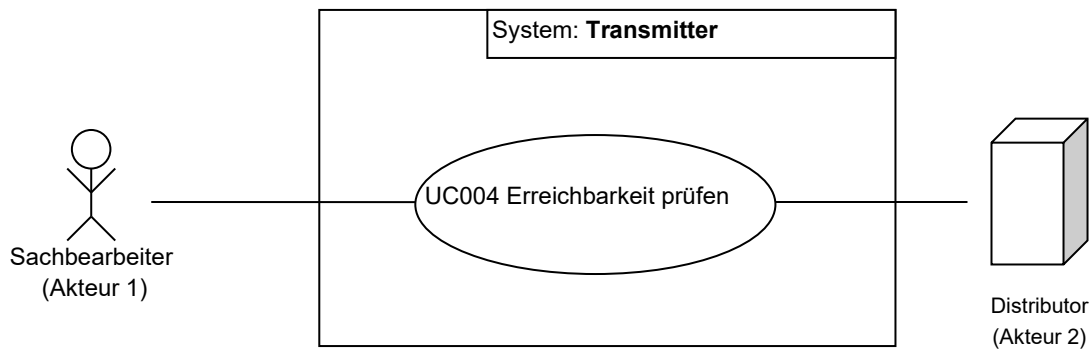 System: Transmitter
UC004 Erreichbarkeit prüfen
Sachbearbeiter
(Akteur 1)
Distributor
(Akteur 2)